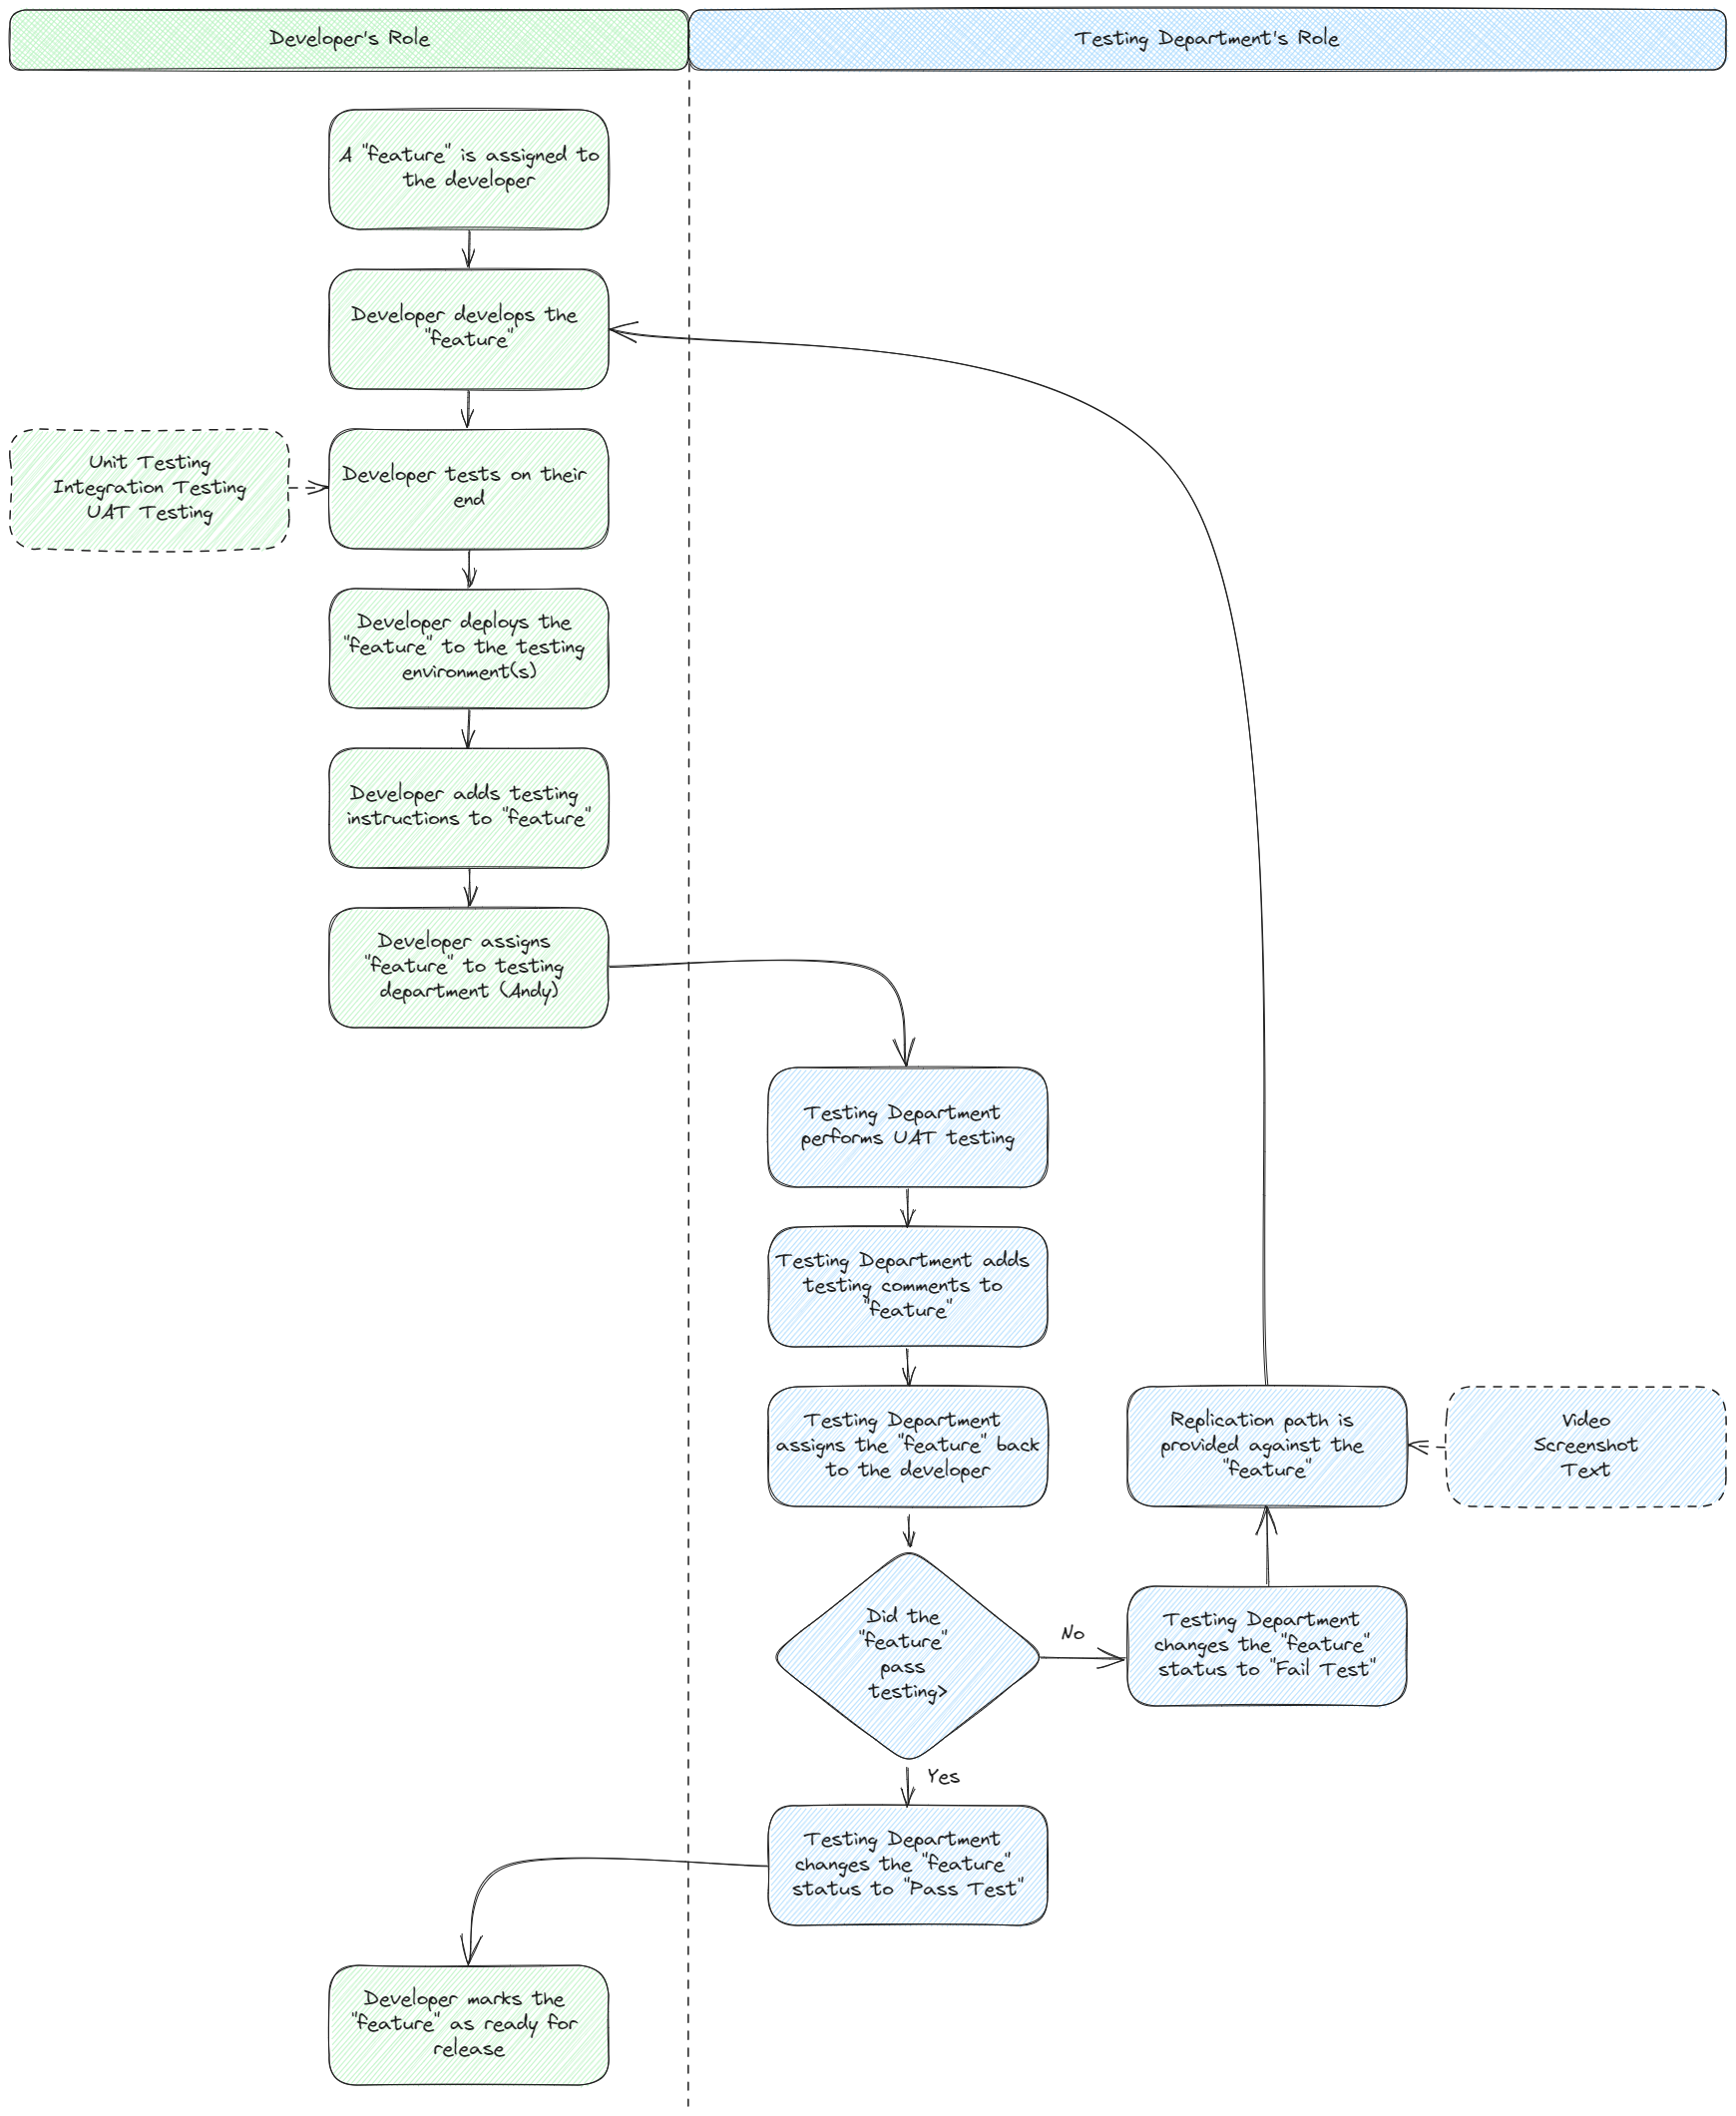 Developer's Role
Testing Department's Role
A "feature" is assigned to
the developer
Developer develops the
"feature"
Unit Testing
Integration Testing
UAT Testing
Developer tests on their
end
Developer deploys the
"feature" to the testing
environment(s)
Developer adds testing
instructions to "feature"
Developer assigns
"feature" to testing
department (Andy)
Testing Department
performs UAT testing
Testing Department adds
testing comments to
"feature"
Testing Department
assigns the "feature" back
to the developer
Replication path is
provided against the
"feature"
Video
Screenshot
Text
Did the
"feature"
pass
testing>
No
Testing Department
changes the "feature"
status to "Fail Test"
Yes
Testing Department
changes the "feature"
status to "Pass Test"
Developer marks the
"feature" as ready for
release